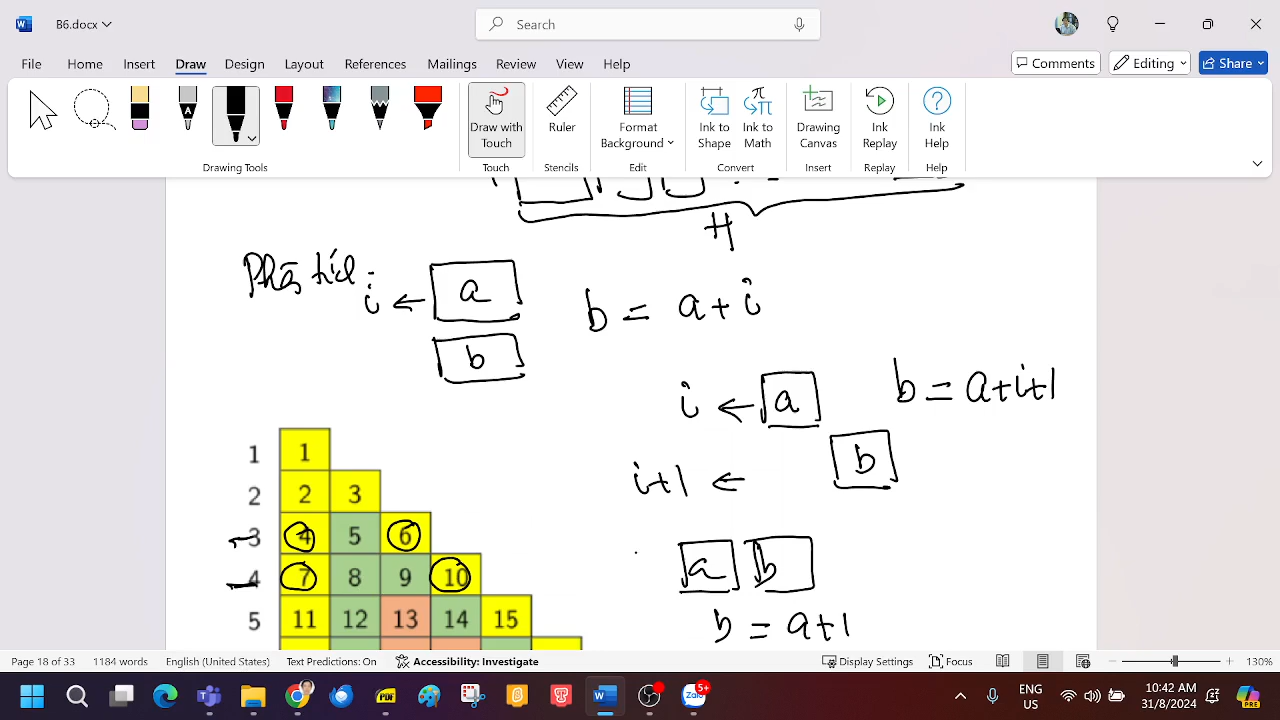 B6.docx
Search
File Home Insert Draw Design Layout References Mailings Review View Help
Comments Editing Share
Draw with Touch
Ruler
Format Background
Ink to Shape
Ink to Math
Drawing Canvas
Ink Replay
Ink Help
Drawing Tools Touch Stencils Edit Convert Insert Replay Help
H
Phân tích:
i ← a
b = a + i
b
i ← a
b = a+i+1
i+1 ← b
1 1
2 2 3
3 4 5 6
4 7 8 9 10
5 11 12 13 14 15
a b
b = a+1
Page 18 of 33 1184 words English (United States) Text Predictions: On Accessibility: Investigate Display Settings Focus
5+
ENG
US
10:42 AM
31/8/2024
PRE